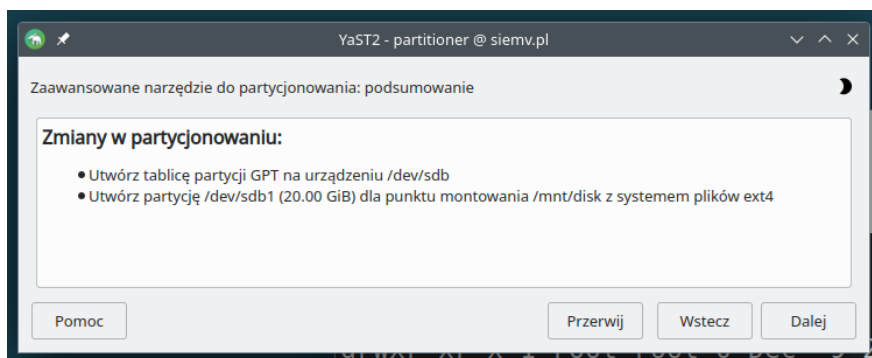 YaST2 - partitioner @ siemv.pl
Zaawansowane narzędzie do partycjonowania: podsumowanie
Zmiany w partycjonowaniu:
Utwórz tablicę partycji GPT na urządzeniu /dev/sdb
Utwórz partycję /dev/sdb1 (20.00 GiB) dla punktu montowania /mnt/disk z systemem plików ext4
Pomoc Przerwij Wstecz Dalej